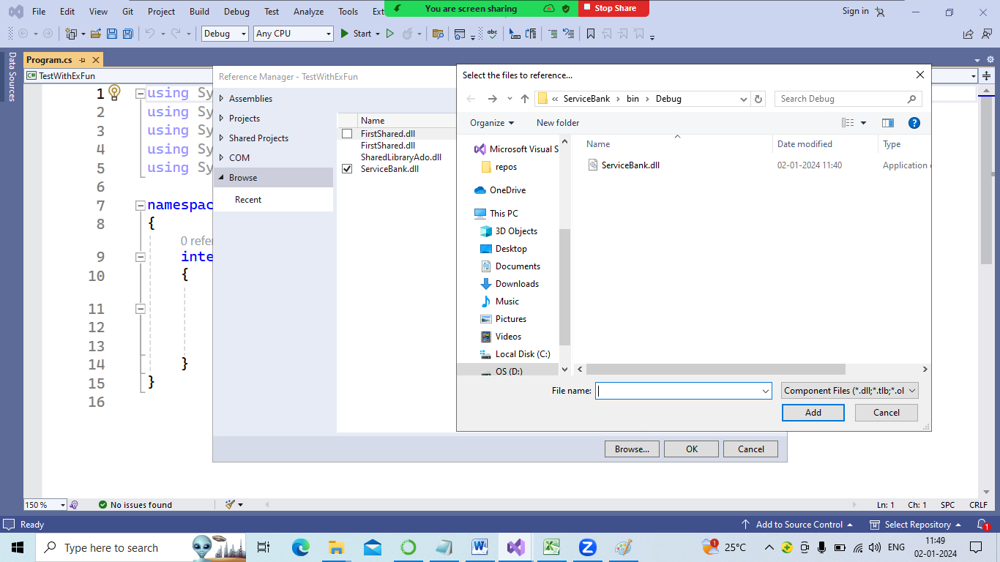 File Edit View Git Project Build Debug Test Analyze Tools Ext
You are screen sharing
Stop Share
Sign in
Debug
Any CPU
Start
abc
Data Sources
Program.cs
TestWithExFun
Reference Manager - TestWithExFun
Assemblies
Projects
Shared Projects
COM
Browse
Recent
Name
FirstShared.dll
FirstShared.dll
SharedLibraryAdo.dll
ServiceBank.dll
1 using Sy
2 using Sy
3 using Sy
4 using Sy
5 using Sy
6
7 namespac
8 {
0 refer
9 inte
10 {
11
12
13
14 }
15 }
16
Select the files to reference...
« ServiceBank › bin › Debug
Search Debug
Organize New folder
Microsoft Visual S
repos
OneDrive
This PC
3D Objects
Desktop
Documents
Downloads
Music
Pictures
Videos
Local Disk (C:)
OS (D:)
Name Date modified Type
ServiceBank.dll 02-01-2024 11:40 Application
File name:
Component Files (*.dll;*.tlb;*.ol
Add Cancel
Browse... OK Cancel
150 % No issues found
Ln: 1 Ch: 1 SPC CRLF
Ready
Add to Source Control Select Repository 1
Type here to search
1 25°C
ENG
11:49
02-01-2024